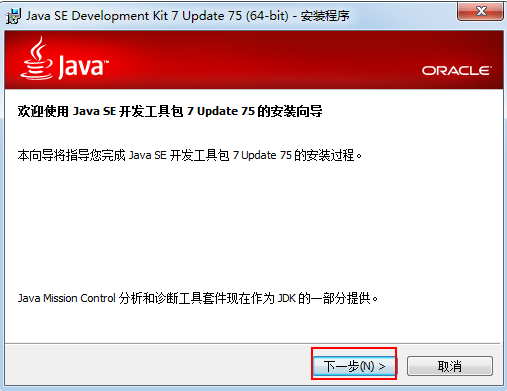 Java SE Development Kit 7 Update 75 (64-bit) - 安装程序
Java™
ORACLE®
欢迎使用 Java SE 开发工具包 7 Update 75 的安装向导
本向导将指导您完成 Java SE 开发工具包 7 Update 75 的安装过程。
Java Mission Control 分析和诊断工具套件现在作为 JDK 的一部分提供。
下一步(N) >
取消